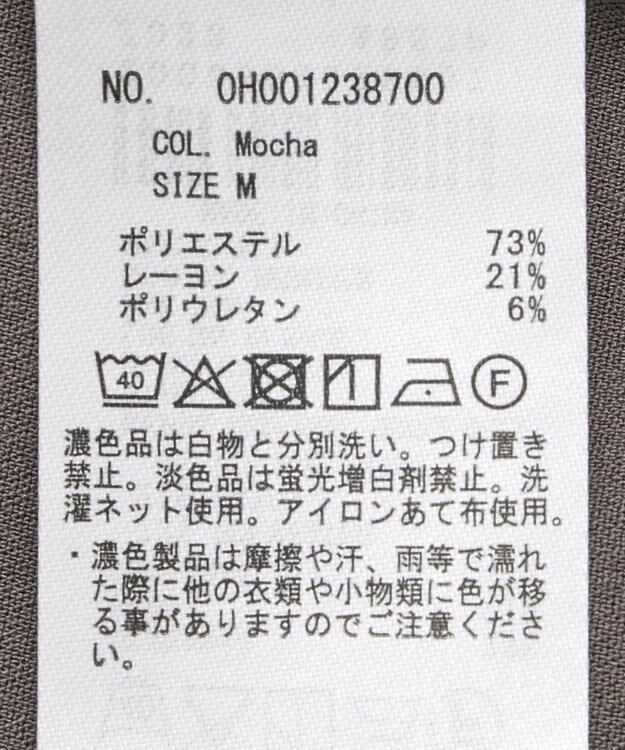 NO. 0H001238700
COL. Mocha
SIZE M
ポリエステル 73%
レーヨン 21%
ポリウレタン 6%
40 F
濃色品は白物と分別洗い。つけ置き
禁止。淡色品は蛍光増白剤禁止。洗
濯ネット使用。アイロンあて布使用。
・濃色製品は摩擦や汗、雨等で濡れ
た際に他の衣類や小物類に色が移
る事がありますのでご注意くださ
い。